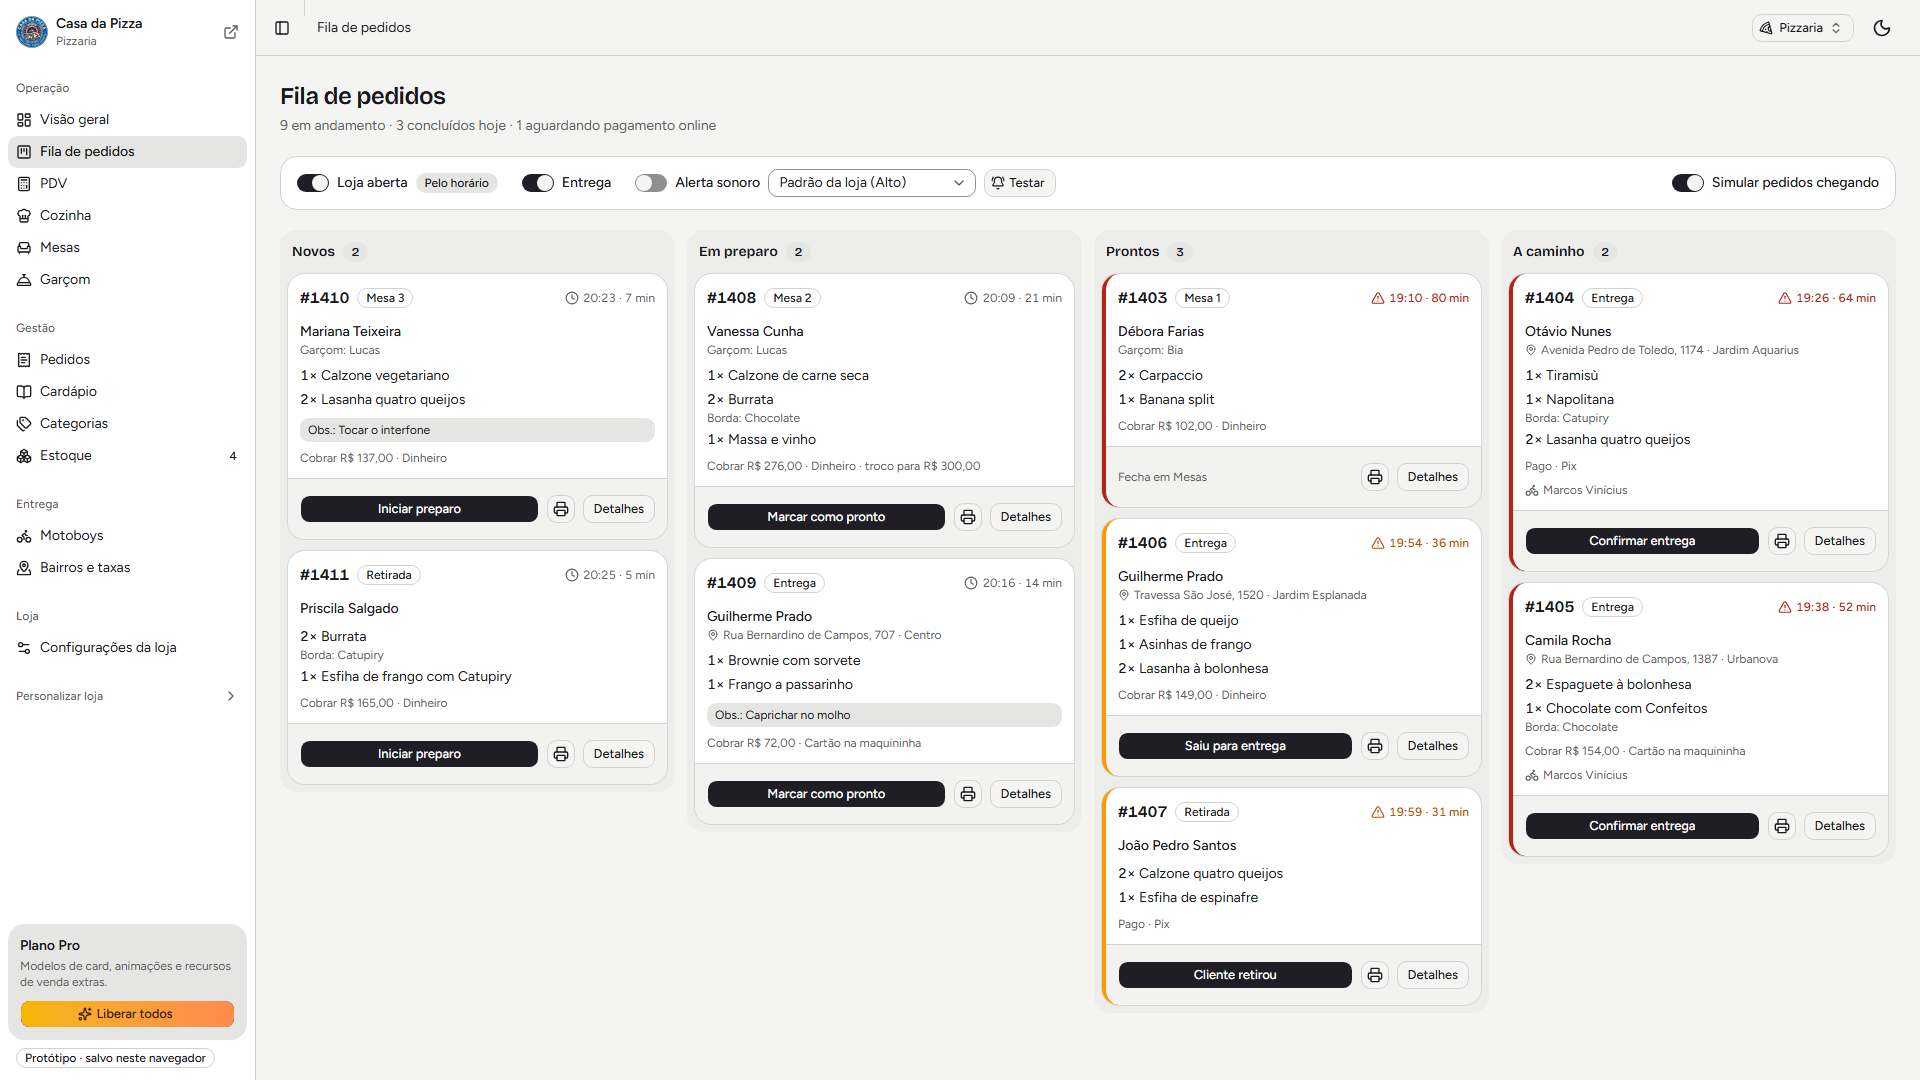 Casa da Pizza
Pizzaria
Operação
Visão geral
Fila de pedidos
PDV
Cozinha
Mesas
Garçom
Gestão
Pedidos
Cardápio
Categorias
Estoque 4
Entrega
Motoboys
Bairros e taxas
Loja
Configurações da loja
Personalizar loja
Plano Pro
Modelos de card, animações e recursos
de venda extras.
Liberar todos
Protótipo · salvo neste navegador
Fila de pedidos
Pizzaria
Fila de pedidos
9 em andamento · 3 concluídos hoje · 1 aguardando pagamento online
Loja aberta Pelo horário Entrega Alerta sonoro Padrão da loja (Alto) Testar Simular pedidos chegando
Novos 2
#1410 Mesa 3 20:23 · 7 min
Mariana Teixeira
Garçom: Lucas
1× Calzone vegetariano
2× Lasanha quatro queijos
Obs.: Tocar o interfone
Cobrar R$ 137,00 · Dinheiro
Iniciar preparo Detalhes
#1411 Retirada 20:25 · 5 min
Priscila Salgado
2× Burrata
Borda: Catupiry
1× Esfiha de frango com Catupiry
Cobrar R$ 165,00 · Dinheiro
Iniciar preparo Detalhes
Em preparo 2
#1408 Mesa 2 20:09 · 21 min
Vanessa Cunha
Garçom: Lucas
1× Calzone de carne seca
2× Burrata
Borda: Chocolate
1× Massa e vinho
Cobrar R$ 276,00 · Dinheiro · troco para R$ 300,00
Marcar como pronto Detalhes
#1409 Entrega 20:16 · 14 min
Guilherme Prado
Rua Bernardino de Campos, 707 · Centro
1× Brownie com sorvete
1× Frango a passarinho
Obs.: Caprichar no molho
Cobrar R$ 72,00 · Cartão na maquininha
Marcar como pronto Detalhes
Prontos 3
#1403 Mesa 1 19:10 · 80 min
Débora Farias
Garçom: Bia
2× Carpaccio
1× Banana split
Cobrar R$ 102,00 · Dinheiro
Fecha em Mesas Detalhes
#1406 Entrega 19:54 · 36 min
Guilherme Prado
Travessa São José, 1520 · Jardim Esplanada
1× Esfiha de queijo
1× Asinhas de frango
2× Lasanha à bolonhesa
Cobrar R$ 149,00 · Dinheiro
Saiu para entrega Detalhes
#1407 Retirada 19:59 · 31 min
João Pedro Santos
2× Calzone quatro queijos
1× Esfiha de espinafre
Pago · Pix
Cliente retirou Detalhes
A caminho 2
#1404 Entrega 19:26 · 64 min
Otávio Nunes
Avenida Pedro de Toledo, 1174 · Jardim Aquarius
1× Tiramisù
1× Napolitana
Borda: Catupiry
2× Lasanha quatro queijos
Pago · Pix
Marcos Vinícius
Confirmar entrega Detalhes
#1405 Entrega 19:38 · 52 min
Camila Rocha
Rua Bernardino de Campos, 1387 · Urbanova
2× Espaguete à bolonhesa
1× Chocolate com Confeitos
Borda: Chocolate
Cobrar R$ 154,00 · Cartão na maquininha
Marcos Vinícius
Confirmar entrega Detalhes